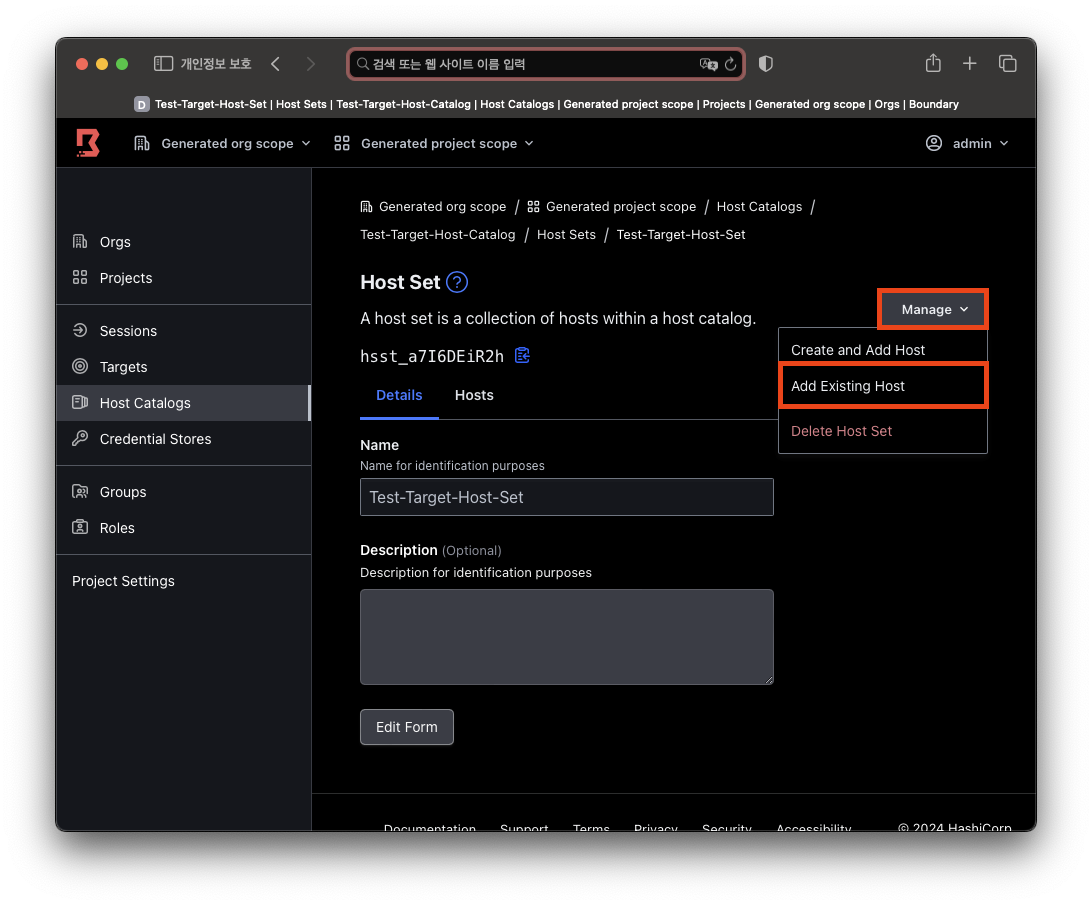 개인정보 보호
검색 또는 웹 사이트 이름 입력
D Test-Target-Host-Set | Host Sets | Test-Target-Host-Catalog | Host Catalogs | Generated project scope | Projects | Generated org scope | Orgs | Boundary
Generated org scope
Generated project scope
admin
Orgs
Projects
Sessions
Targets
Host Catalogs
Credential Stores
Groups
Roles
Project Settings
Generated org scope / Generated project scope / Host Catalogs /
Test-Target-Host-Catalog / Host Sets / Test-Target-Host-Set
Host Set ?
A host set is a collection of hosts within a host catalog.
hsst_a7I6DEiR2h
Manage
Create and Add Host
Add Existing Host
Delete Host Set
Details
Hosts
Name
Name for identification purposes
Test-Target-Host-Set
Description (Optional)
Description for identification purposes
Edit Form
Documentation Support Terms Privacy Security Accessibility © 2024 HashiCorp